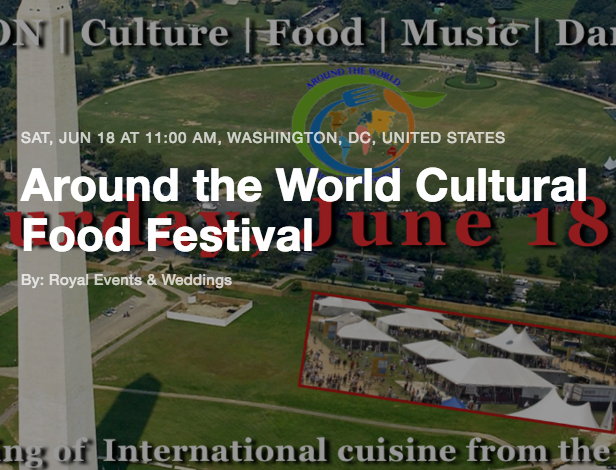 ON | Culture | Food | Music | Dan
AROUND THE WORLD
SAT, JUN 18 AT 11:00 AM, WASHINGTON, DC, UNITED STATES
Around the World Cultural
urday, June 18
Food Festival
By: Royal Events & Weddings
ng of International cuisine from the